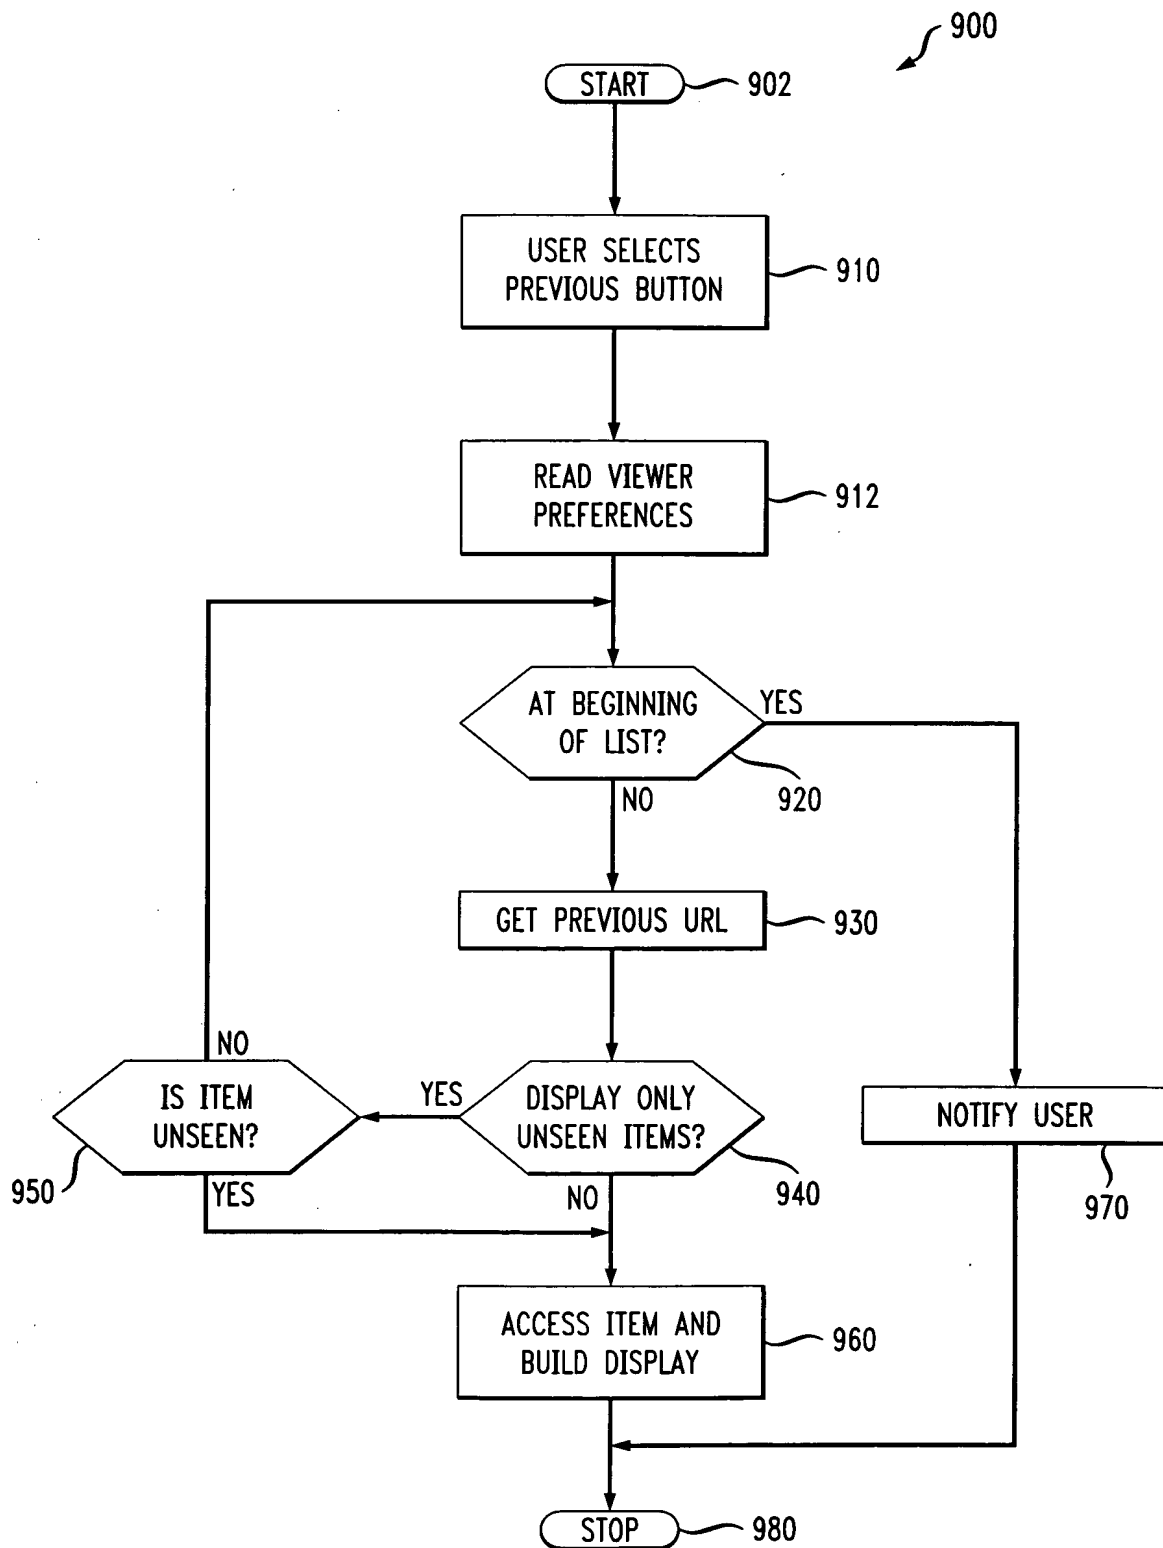 900
START
902
USER SELECTS
PREVIOUS BUTTON
910
READ VIEWER
PREFERENCES
912
AT BEGINNING
OF LIST?
YES
920
NO
GET PREVIOUS URL
930
NO
IS ITEM
UNSEEN?
YES
DISPLAY ONLY
UNSEEN ITEMS?
NOTIFY USER
950
YES
NO
940
970
ACCESS ITEM AND
BUILD DISPLAY
960
STOP
980